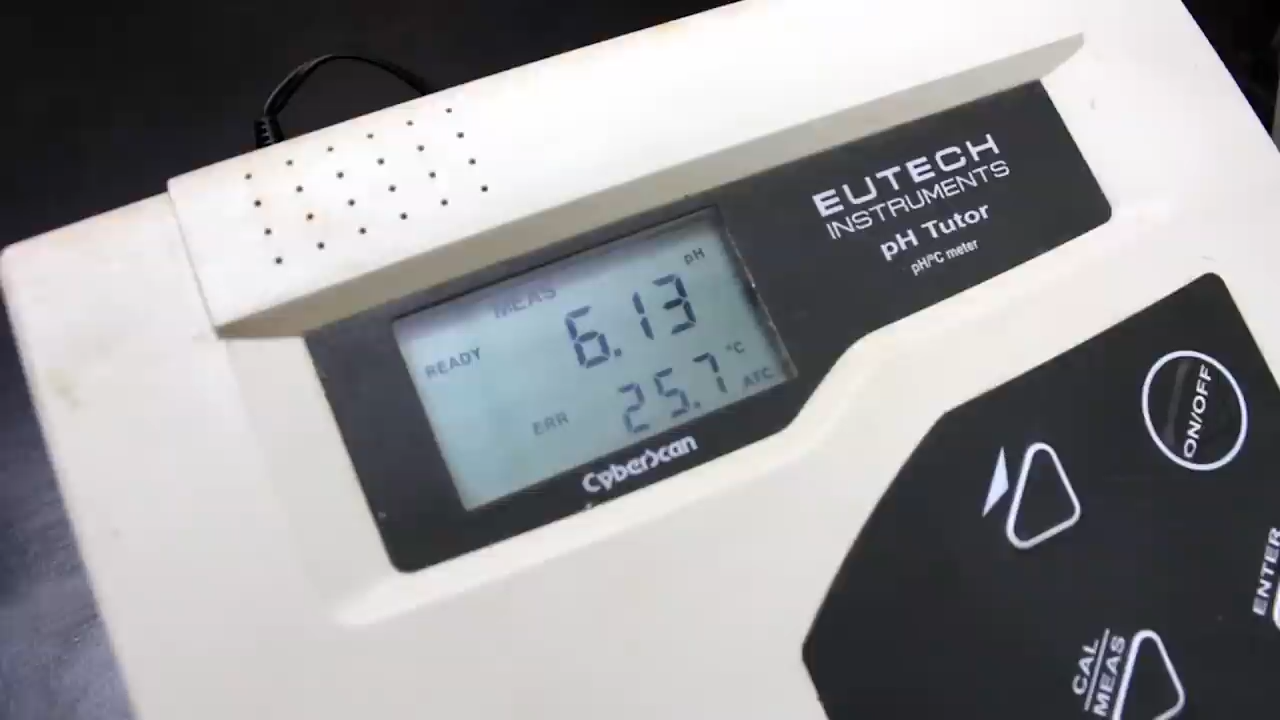 EUTECH
INSTRUMENTS
pH Tutor
pH/°C meter
MEAS
pH
6.13
READY
°C
25.7
ATC
ERR
CyberScan
ON/OFF
ENTER
CAL
MEAS